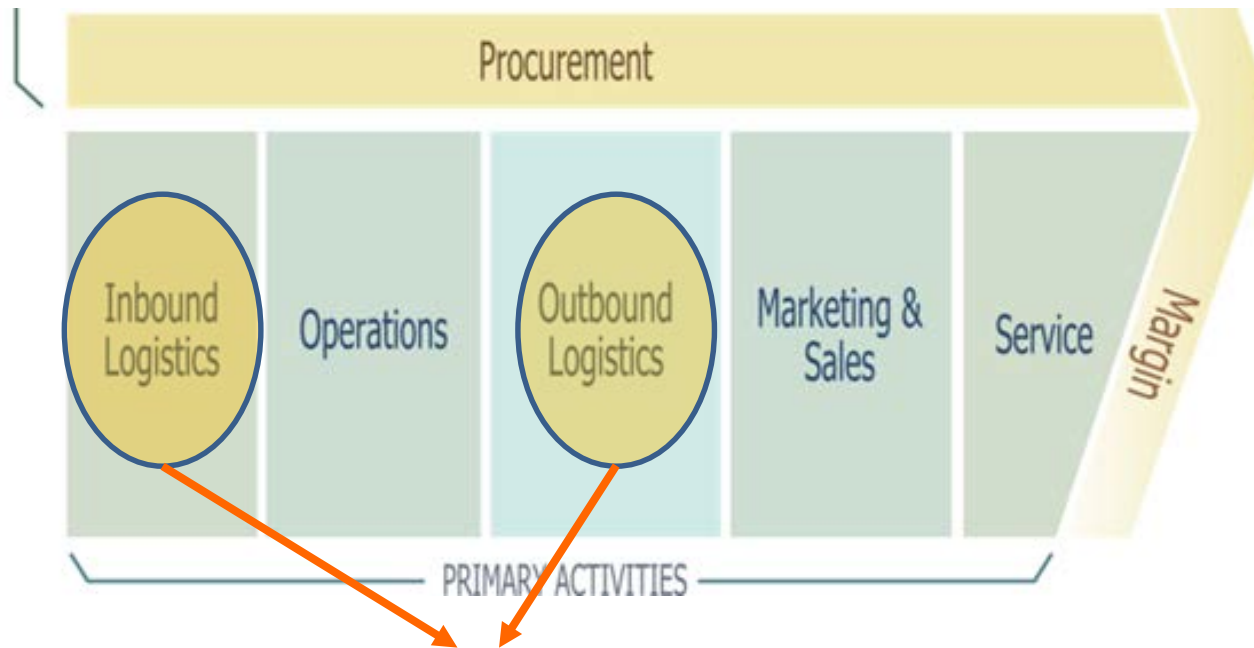 Procurement
Inbound
Logistics
Operations
Outbound
Logistics
Marketing &
Sales
Service
Margin
PRIMARY ACTIVITIES